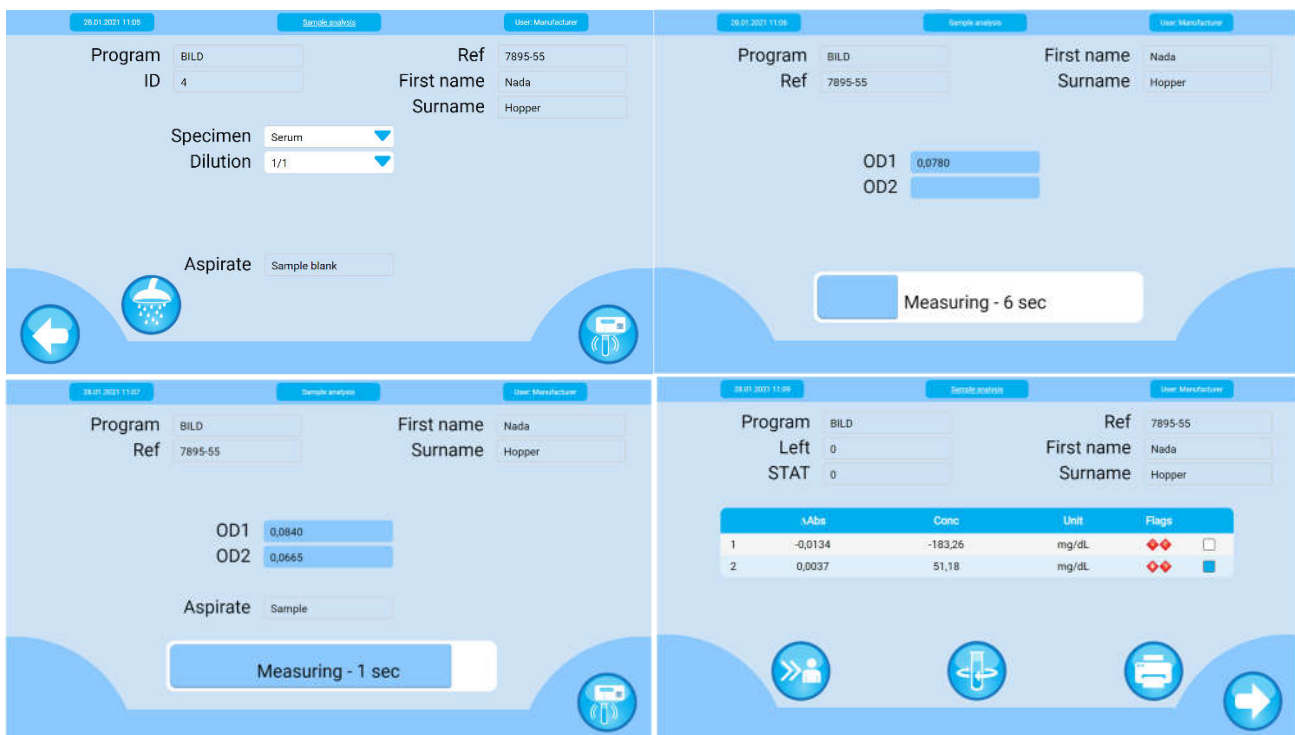 28.01.2021 11:05
Sample analysis
User: Manufacturer
Program BILD
Ref 7895-55
ID 4
First name Nada
Surname Hopper
Specimen Serum
Dilution 1/1
Aspirate Sample blank
28.01.2021 11:06
Sample analysis
User: Manufacturer
Program BILD
First name Nada
Ref 7895-55
Surname Hopper
OD1 0,0780
OD2
Measuring - 6 sec
28.01.2021 11:07
Sample analysis
User: Manufacturer
Program BILD
First name Nada
Ref 7895-55
Surname Hopper
OD1 0,0840
OD2 0,0665
Aspirate Sample
Measuring - 1 sec
28.01.2021 11:09
Sample analysis
User: Manufacturer
Program BILD
Ref 7895-55
Left 0
First name Nada
STAT 0
Surname Hopper
ΔAbs Conc Unit Flags
1 -0,0134 -183,26 mg/dL
2 0,0037 51,18 mg/dL